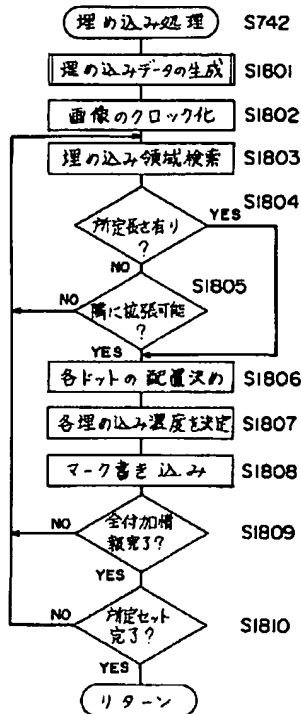 埋め込み処理 S742
埋め込みデータの生成 S1801
画像のクロック化 S1802
埋め込み領域検索 S1803
S1804
所定長さ有り
?
YES
NO
S1805
隣に拡張可能
?
NO
YES
各ドットの配置決め S1806
各埋め込み濃度を決定 S1807
マーク書き込み S1808
全付加情
報完了?
NO
S1809
YES
所定セット
完了?
NO
S1810
YES
リターン